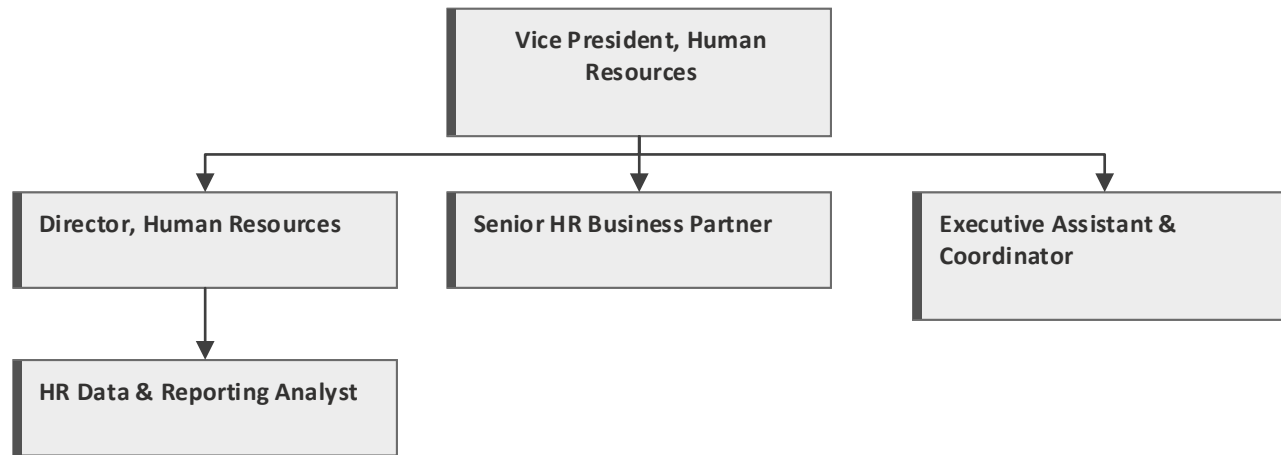 Vice President, Human
Resources
Director, Human Resources
Senior HR Business Partner
Executive Assistant &
Coordinator
HR Data & Reporting Analyst